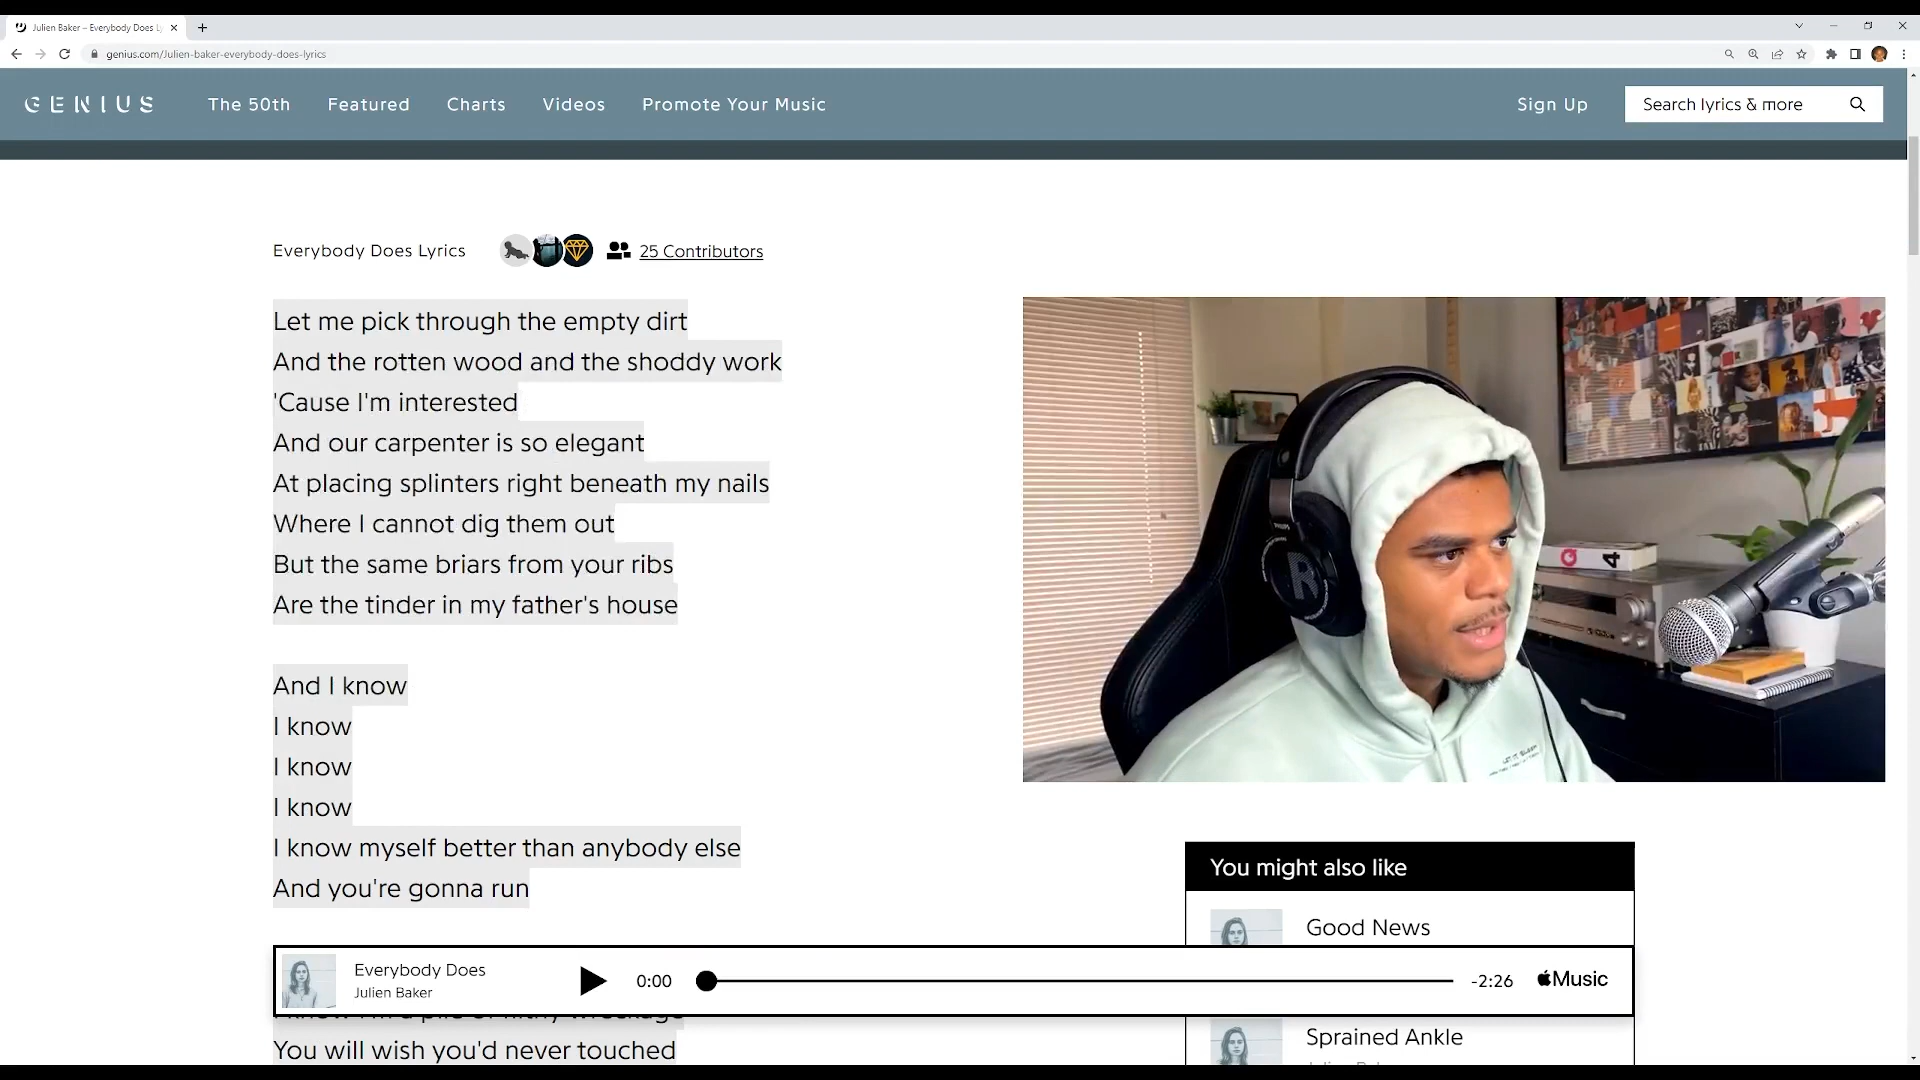 Julien Baker – Everybody Does L
genius.com/Julien-baker-everybody-does-lyrics
GENIUS
The 50th
Featured
Charts
Videos
Promote Your Music
Sign Up
Search lyrics & more
Everybody Does Lyrics
25 Contributors
Let me pick through the empty dirt
And the rotten wood and the shoddy work
'Cause I'm interested
And our carpenter is so elegant
At placing splinters right beneath my nails
Where I cannot dig them out
But the same briars from your ribs
Are the tinder in my father's house
And I know
I know
I know
I know
I know myself better than anybody else
And you're gonna run
You will wish you'd never touched
You might also like
Good News
Sprained Ankle
Everybody Does
Julien Baker
0:00
-2:26
Music
R
4